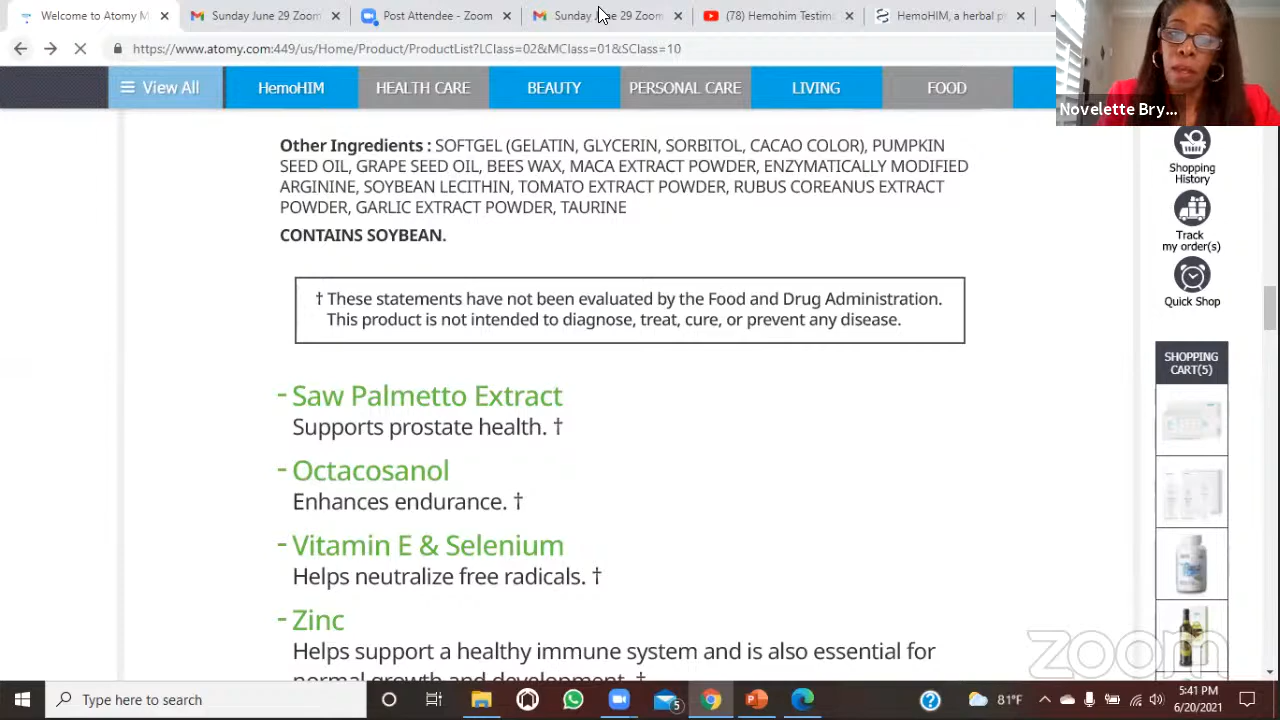 Welcome to Atomy M
Sunday June 29 Zoom
Post Attendee - Zoom
Sunday June 29 Zoom
(78) Hemohim Testim
HemoHIM, a herbal p
https://www.atomy.com:449/us/Home/Product/ProductList?LClass=02&MClass=01&SClass=10
View All
HemoHIM
HEALTH CARE
BEAUTY
PERSONAL CARE
LIVING
FOOD
Novelette Bry...
Other Ingredients : SOFTGEL (GELATIN, GLYCERIN, SORBITOL, CACAO COLOR), PUMPKIN
SEED OIL, GRAPE SEED OIL, BEES WAX, MACA EXTRACT POWDER, ENZYMATICALLY MODIFIED
ARGININE, SOYBEAN LECITHIN, TOMATO EXTRACT POWDER, RUBUS COREANUS EXTRACT
POWDER, GARLIC EXTRACT POWDER, TAURINE
CONTAINS SOYBEAN.
† These statements have not been evaluated by the Food and Drug Administration.
This product is not intended to diagnose, treat, cure, or prevent any disease.
- Saw Palmetto Extract
Supports prostate health. †
- Octacosanol
Enhances endurance. †
- Vitamin E & Selenium
Helps neutralize free radicals. †
- Zinc
Helps support a healthy immune system and is also essential for
normal growth and development. †
Shopping
History
Track
my order(s)
Quick Shop
SHOPPING
CART(5)
zoom
Type here to search
5
81°F
5:41 PM
6/20/2021